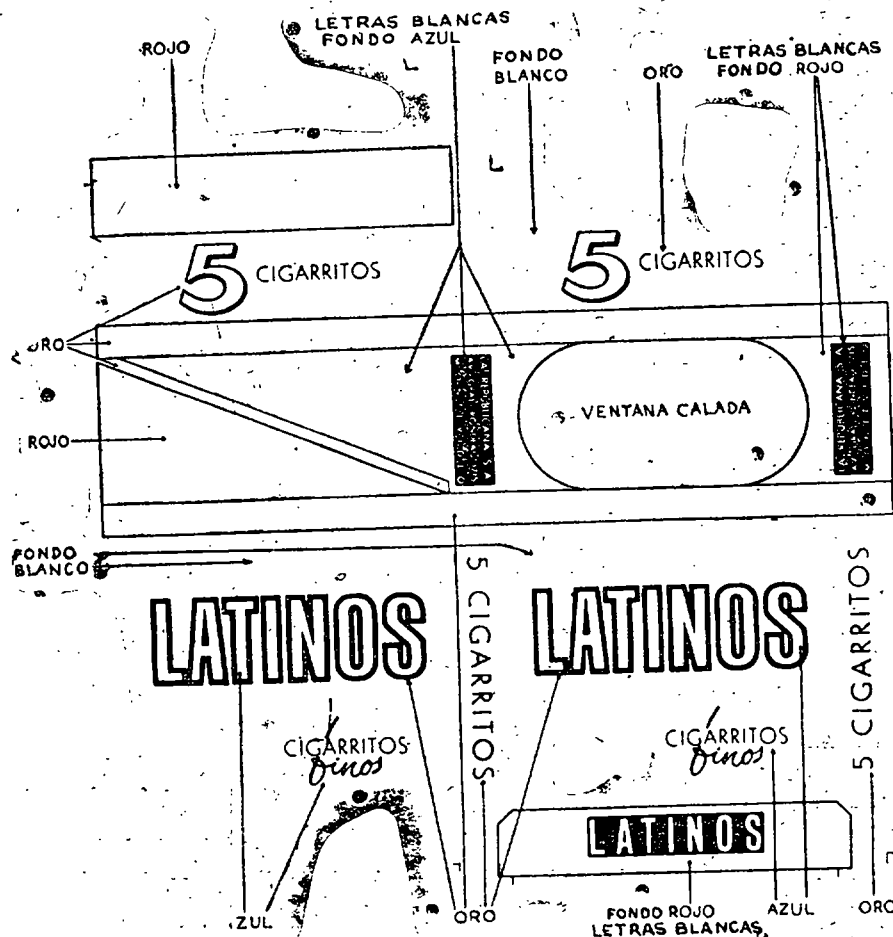 LETRAS BLANCAS
FONDO AZUL
ROJO
FONDO
BLANCO
ORO
LETRAS BLANCAS
FONDO ROJO
5 CIGARRITOS
5 CIGARRITOS
ORO
VENTANA CALADA
ROJO
FONDO
BLANCO
LATINOS
5 CIGARRITOS
LATINOS
5 CIGARRITOS
CIGARRITOS
finos
CIGARRITOS
finos
LATINOS
ZUL
ORO
FONDO ROJO
LETRAS BLANCAS
AZUL
ORO